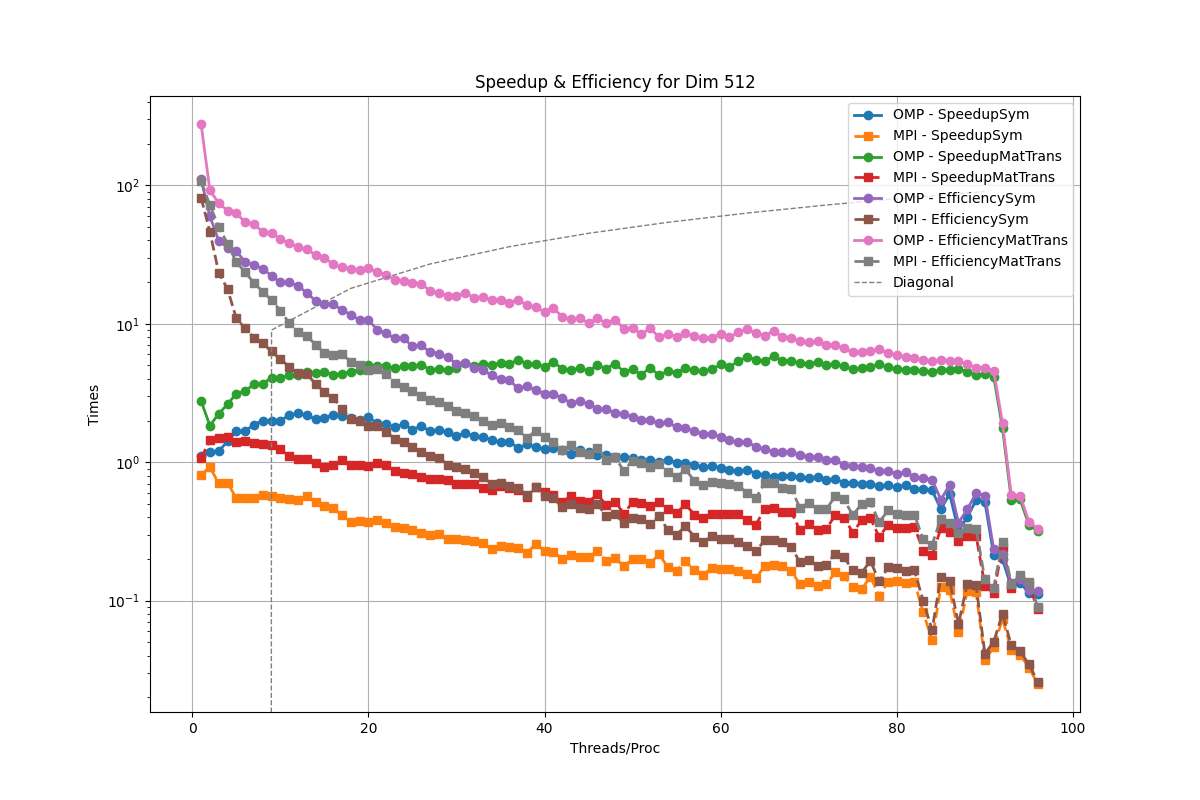 Speedup & Efficiency for Dim 512
OMP - SpeedupSym
MPI - SpeedupSym
OMP - SpeedupMatTrans
MPI - SpeedupMatTrans
OMP - EfficiencySym
MPI - EfficiencySym
OMP - EfficiencyMatTrans
MPI - EfficiencyMatTrans
Diagonal
Times
10²
10¹
10⁰
10⁻¹
0 20 40 60 80 100
Threads/Proc